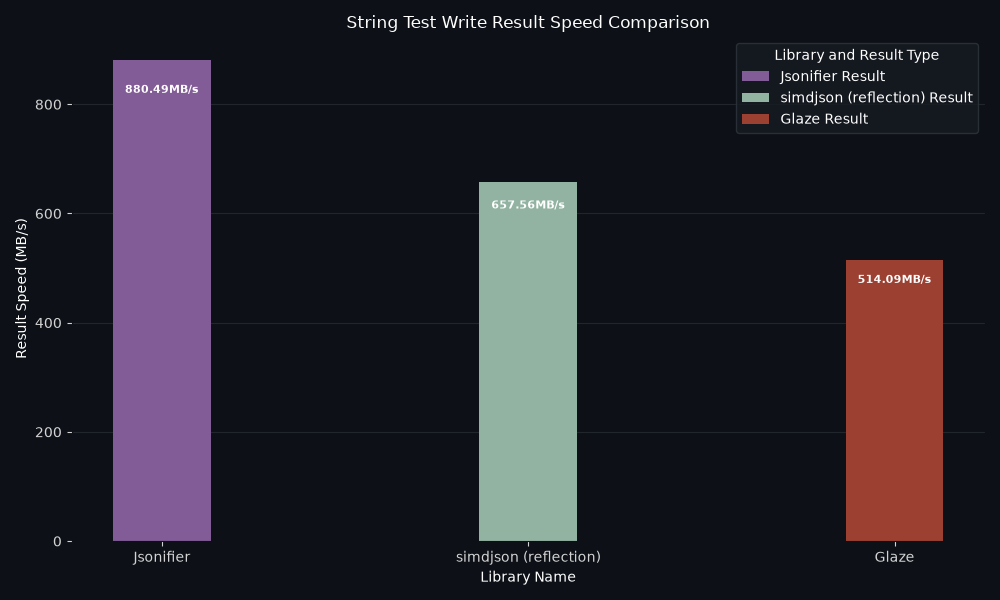 String Test Write Result Speed Comparison
Library and Result Type
Jsonifier Result
simdjson (reflection) Result
Glaze Result
880.49MB/s
657.56MB/s
514.09MB/s
Result Speed (MB/s)
800
600
400
200
0
Jsonifier
simdjson (reflection)
Glaze
Library Name